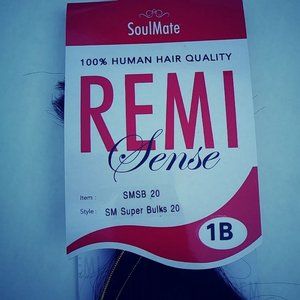 SoulMate
100% HUMAN HAIR QUALITY
REMI
Sense
Item : SMSB 20
Style : SM Super Bulks 20
1B